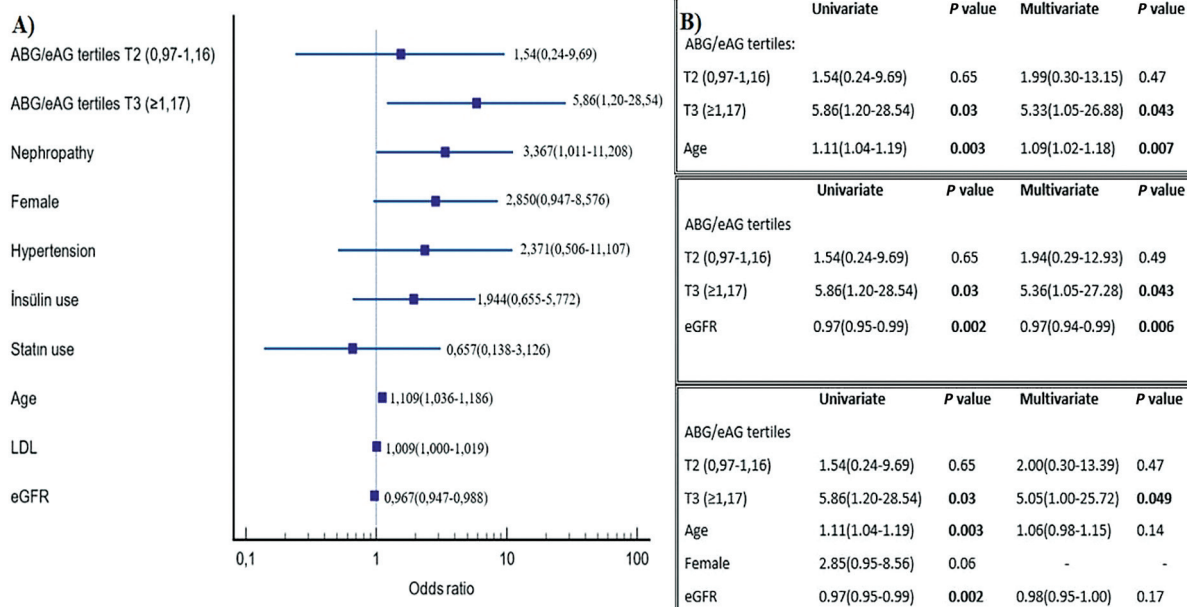 A)
ABG/eAG tertiles T2 (0,97-1,16) 1,54(0,24-9,69)
ABG/eAG tertiles T3 (≥1,17) 5,86(1,20-28,54)
Nephropathy 3,367(1,011-11,208)
Female 2,850(0,947-8,576)
Hypertension 2,371(0,506-11,107)
İnsülin use 1,944(0,655-5,772)
Statın use 0,657(0,138-3,126)
Age 1,109(1,036-1,186)
LDL 1,009(1,000-1,019)
eGFR 0,967(0,947-0,988)
0,1 1 10 100
Odds ratio
B)
Univariate P value Multivariate P value
ABG/eAG tertiles:
T2 (0,97-1,16) 1.54(0.24-9.69) 0.65 1.99(0.30-13.15) 0.47
T3 (≥1,17) 5.86(1.20-28.54) 0.03 5.33(1.05-26.88) 0.043
Age 1.11(1.04-1.19) 0.003 1.09(1.02-1.18) 0.007
Univariate P value Multivariate P value
ABG/eAG tertiles
T2 (0,97-1,16) 1.54(0.24-9.69) 0.65 1.94(0.29-12.93) 0.49
T3 (≥1,17) 5.86(1.20-28.54) 0.03 5.36(1.05-27.28) 0.043
eGFR 0.97(0.95-0.99) 0.002 0.97(0.94-0.99) 0.006
Univariate P value Multivariate P value
ABG/eAG tertiles
T2 (0,97-1,16) 1.54(0.24-9.69) 0.65 2.00(0.30-13.39) 0.47
T3 (≥1,17) 5.86(1.20-28.54) 0.03 5.05(1.00-25.72) 0.049
Age 1.11(1.04-1.19) 0.003 1.06(0.98-1.15) 0.14
Female 2.85(0.95-8.56) 0.06 - -
eGFR 0.97(0.95-0.99) 0.002 0.98(0.95-1.00) 0.17